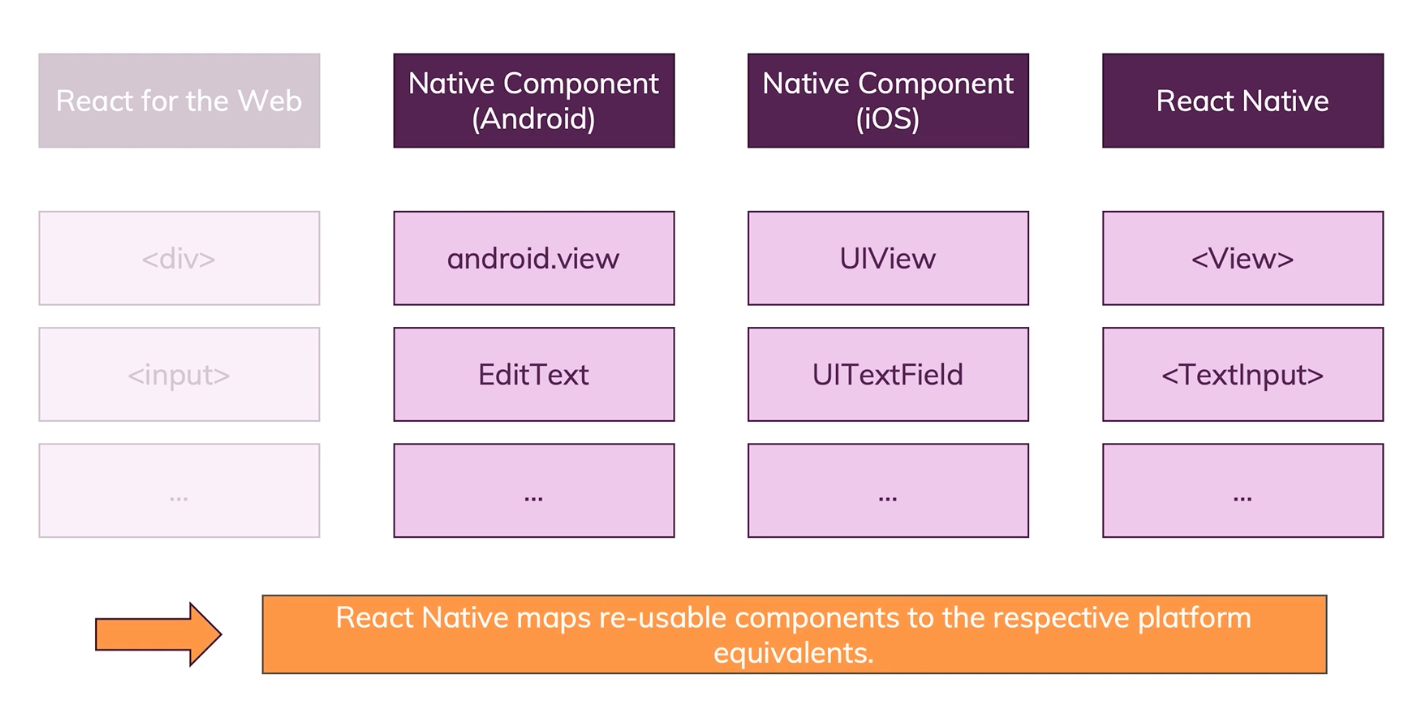 React for the Web
Native Component
(Android)
Native Component
(iOS)
React Native
<div>
android.view
UIView
<View>
<input>
EditText
UITextField
<TextInput>
...
...
...
...
React Native maps re-usable components to the respective platform
equivalents.